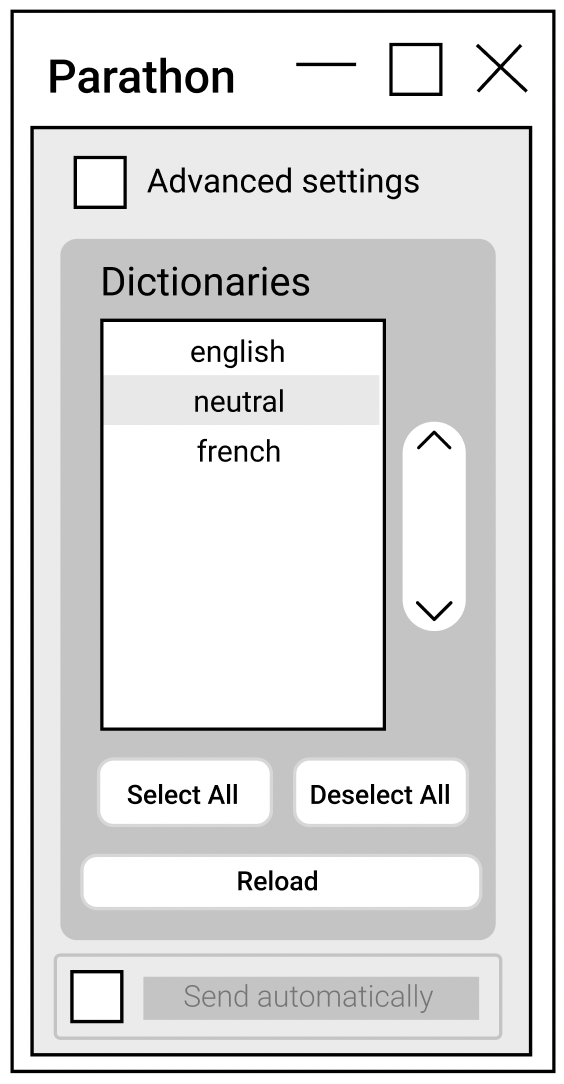 Parathon
Advanced settings
Dictionaries
english
neutral
french
Select All
Deselect All
Reload
Send automatically